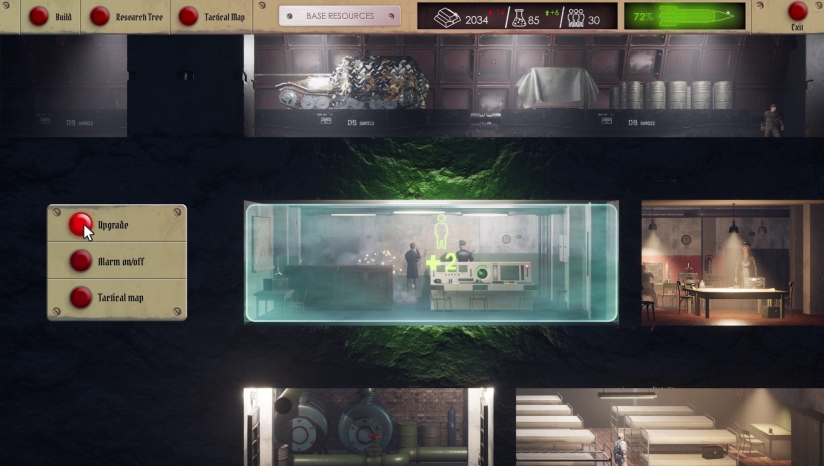 Build
Research Tree
Tactical Map
BASE RESOURCES
2034
85
+6
30
72%
Exit
Upgrade
Alarm on/off
Tactical map
+2